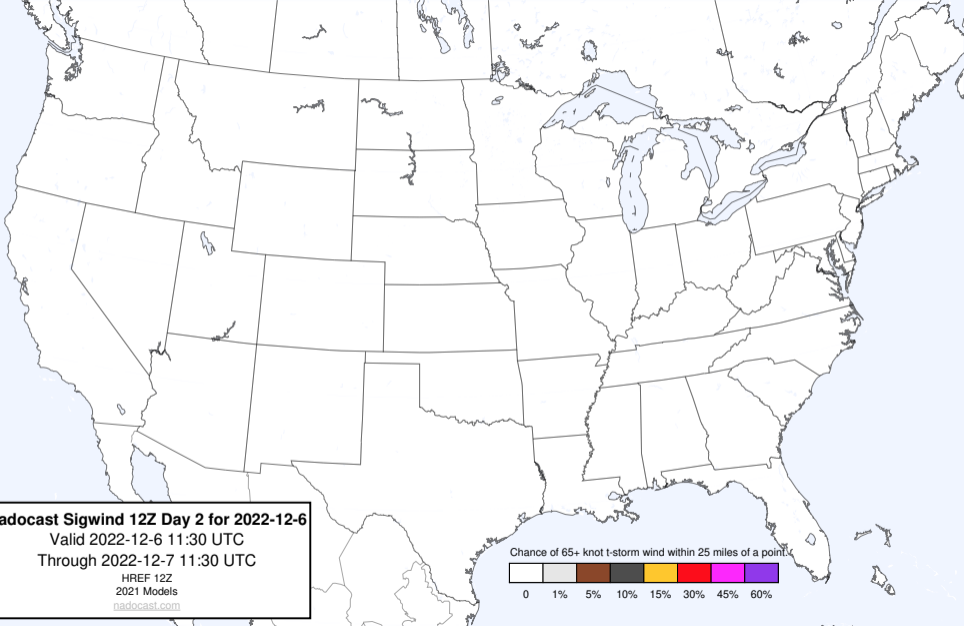 adocast Sigwind 12Z Day 2 for 2022-12-6
Valid 2022-12-6 11:30 UTC
Through 2022-12-7 11:30 UTC
HREF 12Z
2021 Models
nadocast.com
Chance of 65+ knot t-storm wind within 25 miles of a point.
0 1% 5% 10% 15% 30% 45% 60%